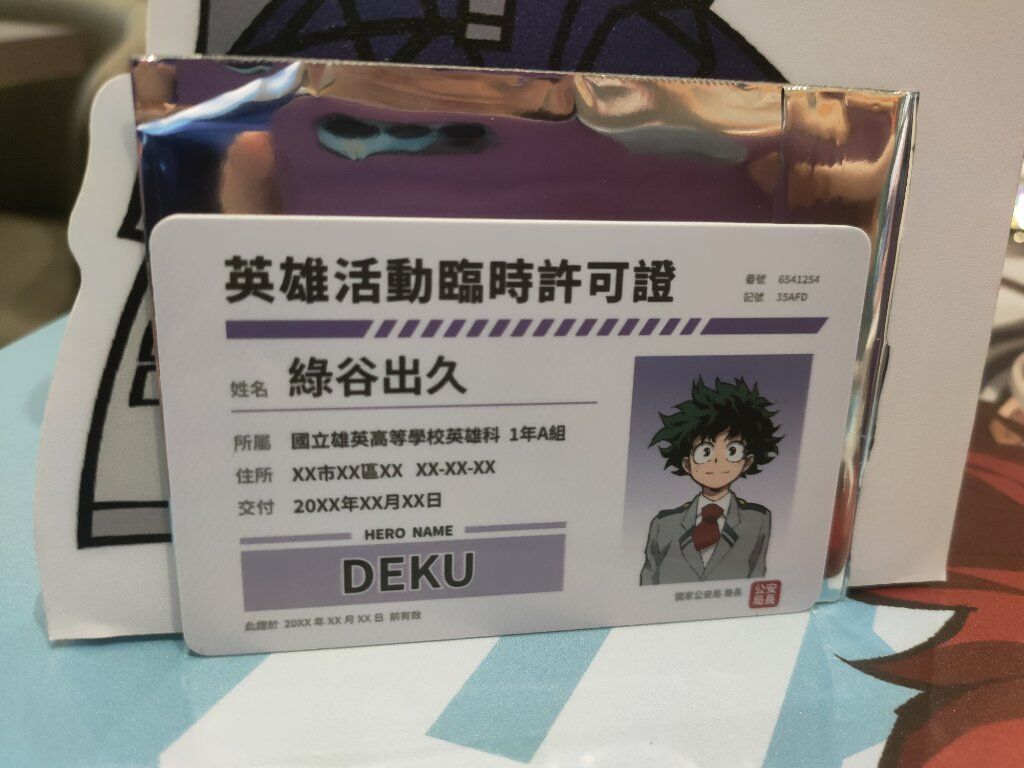 英雄活動臨時許可證
番號 6541254
記號 35AFD
姓名 綠谷出久
所屬 國立雄英高等學校英雄科 1年A組
住所 XX市XX區XX XX-XX-XX
交付 20XX年XX月XX日
HERO NAME
DEKU
此證於 20XX 年 XX 月 XX 日 前有效
國家公安局 局長
公安
局長